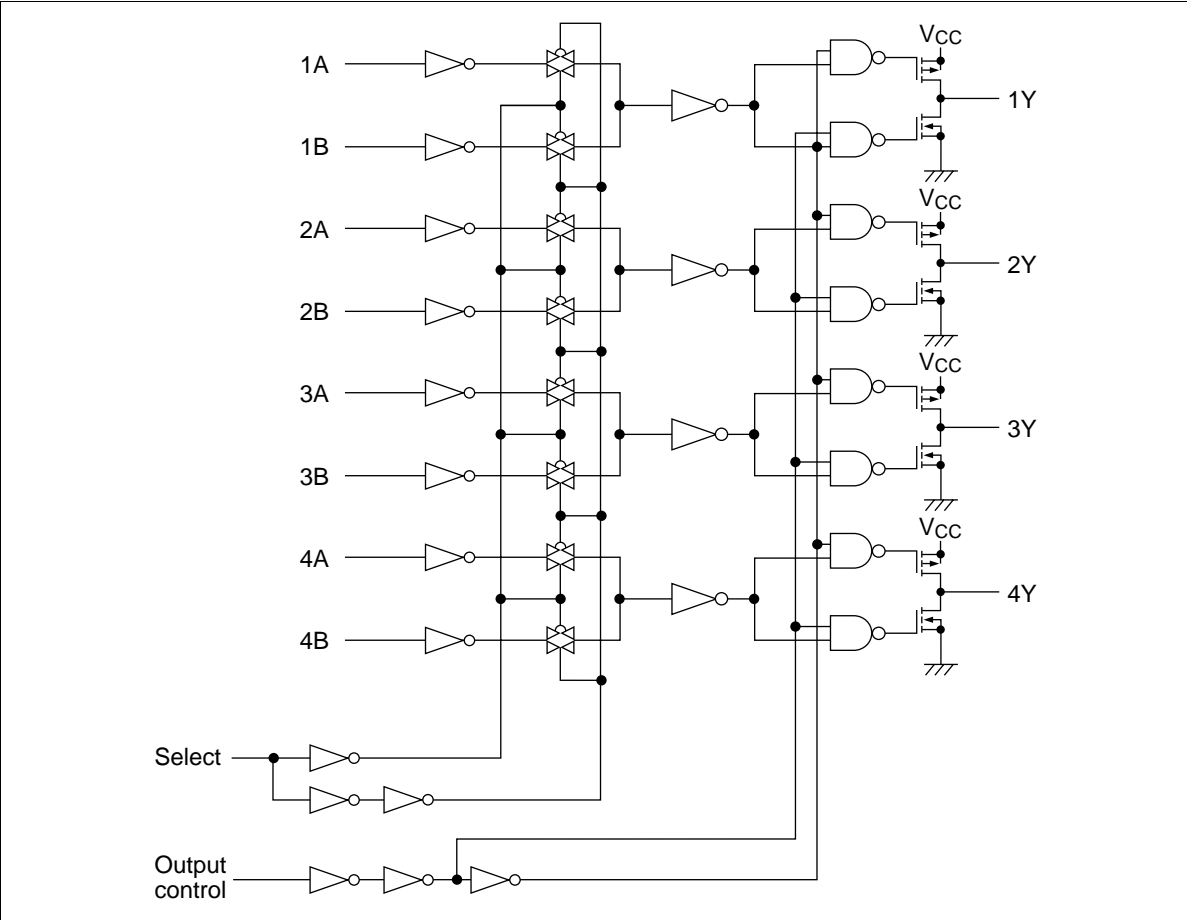 VCC
1A
1Y
1B
VCC
2A
2Y
2B
VCC
3A
3Y
3B
VCC
4A
4Y
4B
Select
Output
control